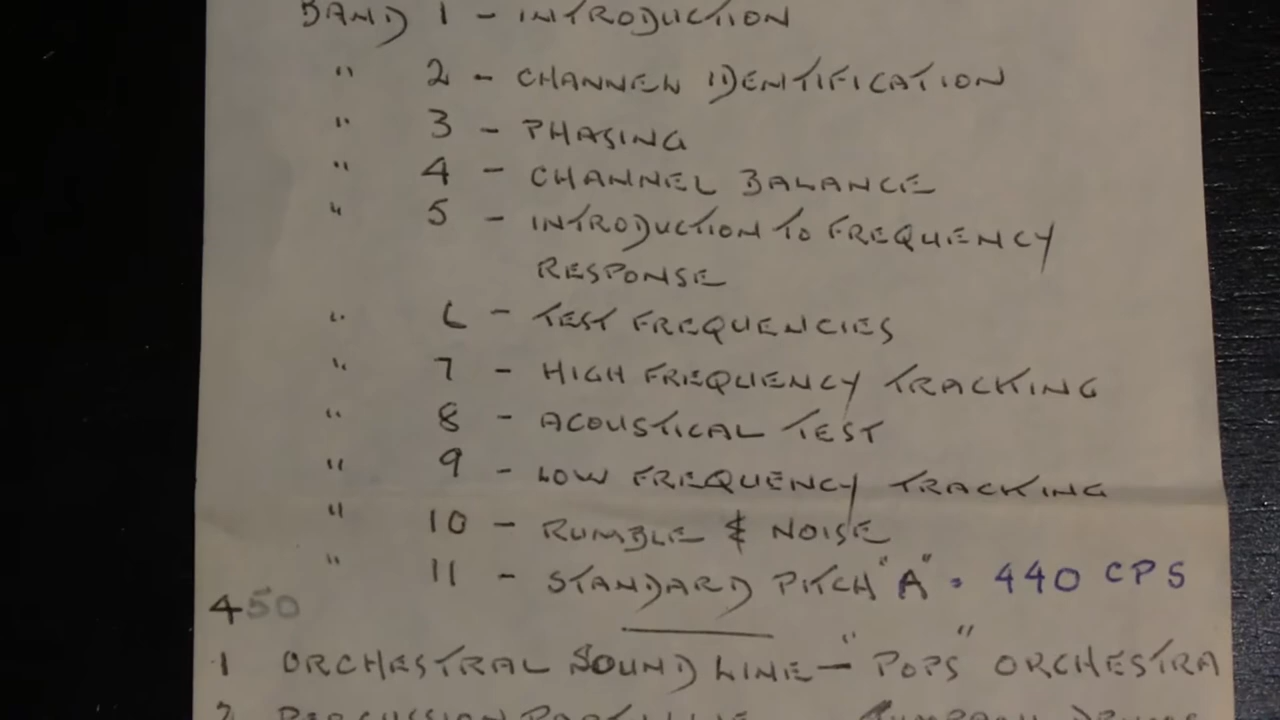 BAND 1 - INTRODUCTION
" 2 - CHANNEL IDENTIFICATION
" 3 - PHASING
" 4 - CHANNEL BALANCE
" 5 - INTRODUCTION TO FREQUENCY
RESPONSE
" 6 - TEST FREQUENCIES
" 7 - HIGH FREQUENCY TRACKING
" 8 - ACOUSTICAL TEST
" 9 - LOW FREQUENCY TRACKING
" 10 - RUMBLE & NOISE
" 11 - STANDARD PITCH "A" = 440 CPS
450
1 ORCHESTRAL SOUND LINE - "POPS" ORCHESTRA
2 PERCUSSION